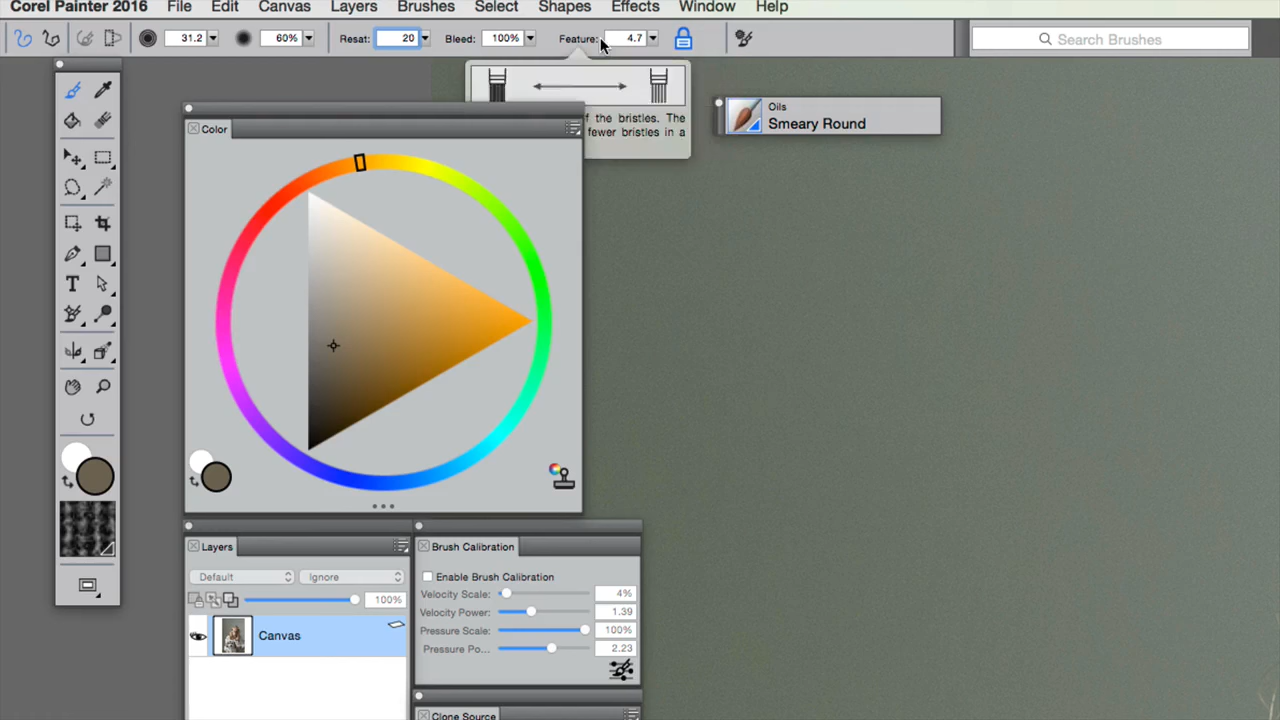 Corel Painter 2016 File Edit Canvas Layers Brushes Select Shapes Effects Window Help
31.2 60% Resat: 20 Bleed: 100% Feature: 4.7 Search Brushes
f the bristles. The
fewer bristles in a
Oils
Smeary Round
Color
T
Layers
Default Ignore
100%
Canvas
Brush Calibration
Enable Brush Calibration
Velocity Scale: 4%
Velocity Power: 1.39
Pressure Scale: 100%
Pressure Po... 2.23
Clone Source